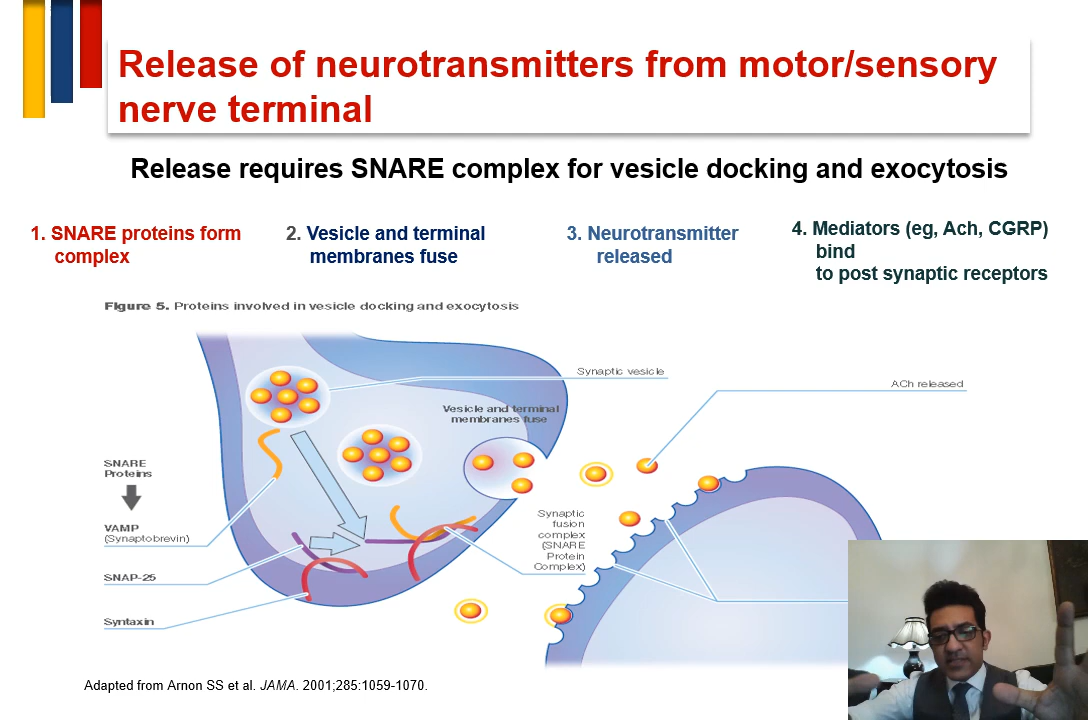 Release of neurotransmitters from motor/sensory
nerve terminal
Release requires SNARE complex for vesicle docking and exocytosis
1. SNARE proteins form
complex
2. Vesicle and terminal
membranes fuse
3. Neurotransmitter
released
4. Mediators (eg, Ach, CGRP)
bind
to post synaptic receptors
Figure 5. Proteins involved in vesicle docking and exocytosis
Synaptic vesicle
ACh released
Vesicle and terminal
membranes fuse
SNARE
Proteins
VAMP
(Synaptobrevin)
SNAP-25
Syntaxin
Synaptic
fusion
complex
(SNARE
Protein
Complex)
Adapted from Arnon SS et al. JAMA. 2001;285:1059-1070.